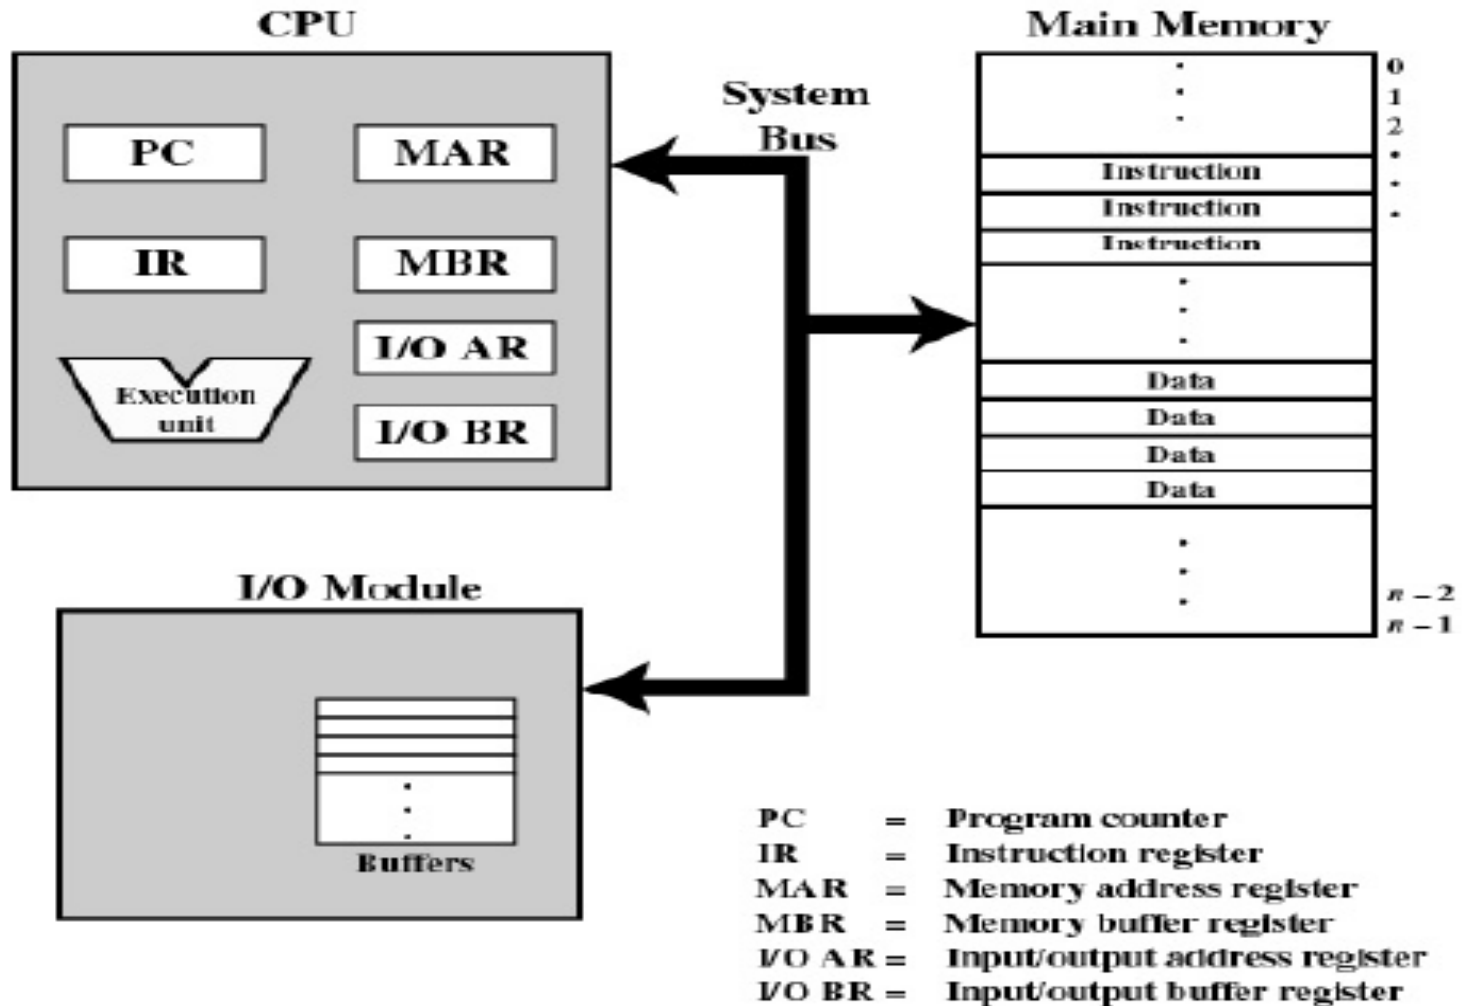 CPU
PC
MAR
IR
MBR
I/O AR
I/O BR
Execution
unit
System
Bus
Main Memory
0
1
2
Instruction
Instruction
Instruction
Data
Data
Data
Data
n – 2
n – 1
I/O Module
Buffers
PC = Program counter
IR = Instruction register
MAR = Memory address register
MBR = Memory buffer register
I/O AR = Input/output address register
I/O BR = Input/output buffer register